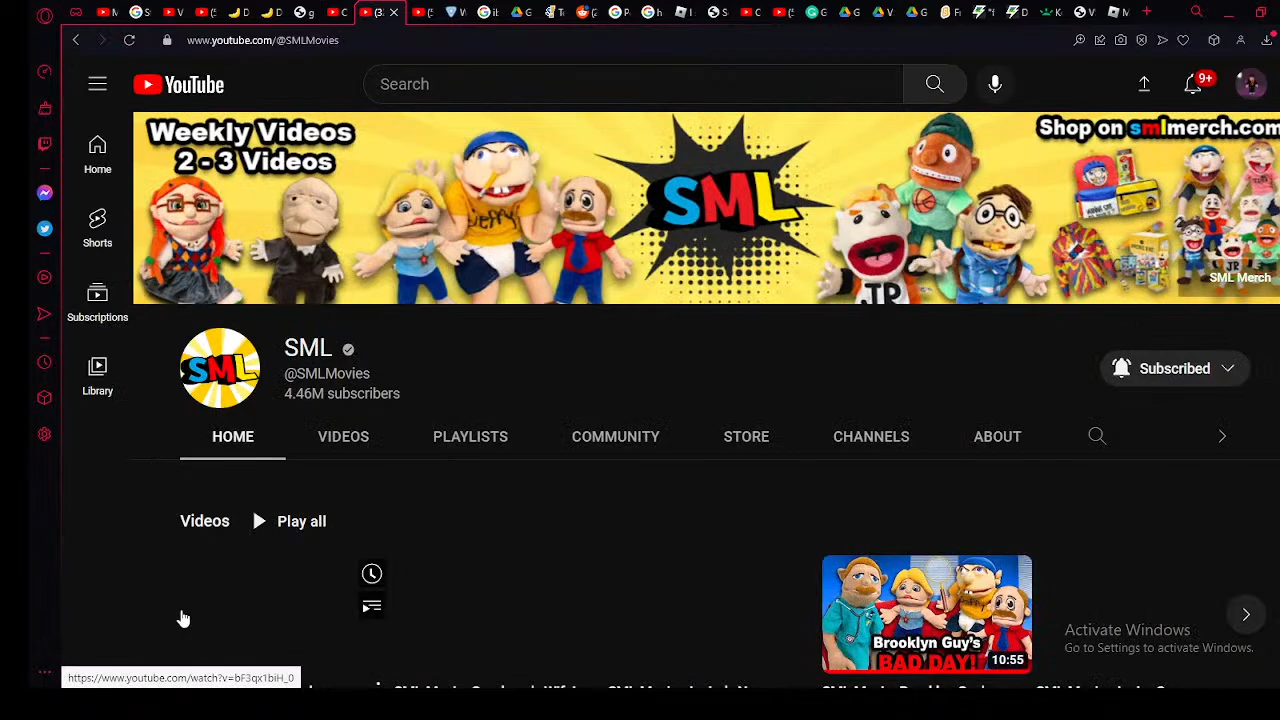 www.youtube.com/@SMLMovies
YouTube
Search
9+
Home
Shorts
Subscriptions
Library
Weekly Videos
2 - 3 Videos
SML
JR
Shop on smlmerch.com
SML Merch
SML
SML
@SMLMovies
4.46M subscribers
Subscribed
HOME
VIDEOS
PLAYLISTS
COMMUNITY
STORE
CHANNELS
ABOUT
Videos
Play all
Brooklyn Guy's
BAD DAY!
10:55
Activate Windows
Go to Settings to activate Windows.
https://www.youtube.com/watch?v=bF3qx1biH_0